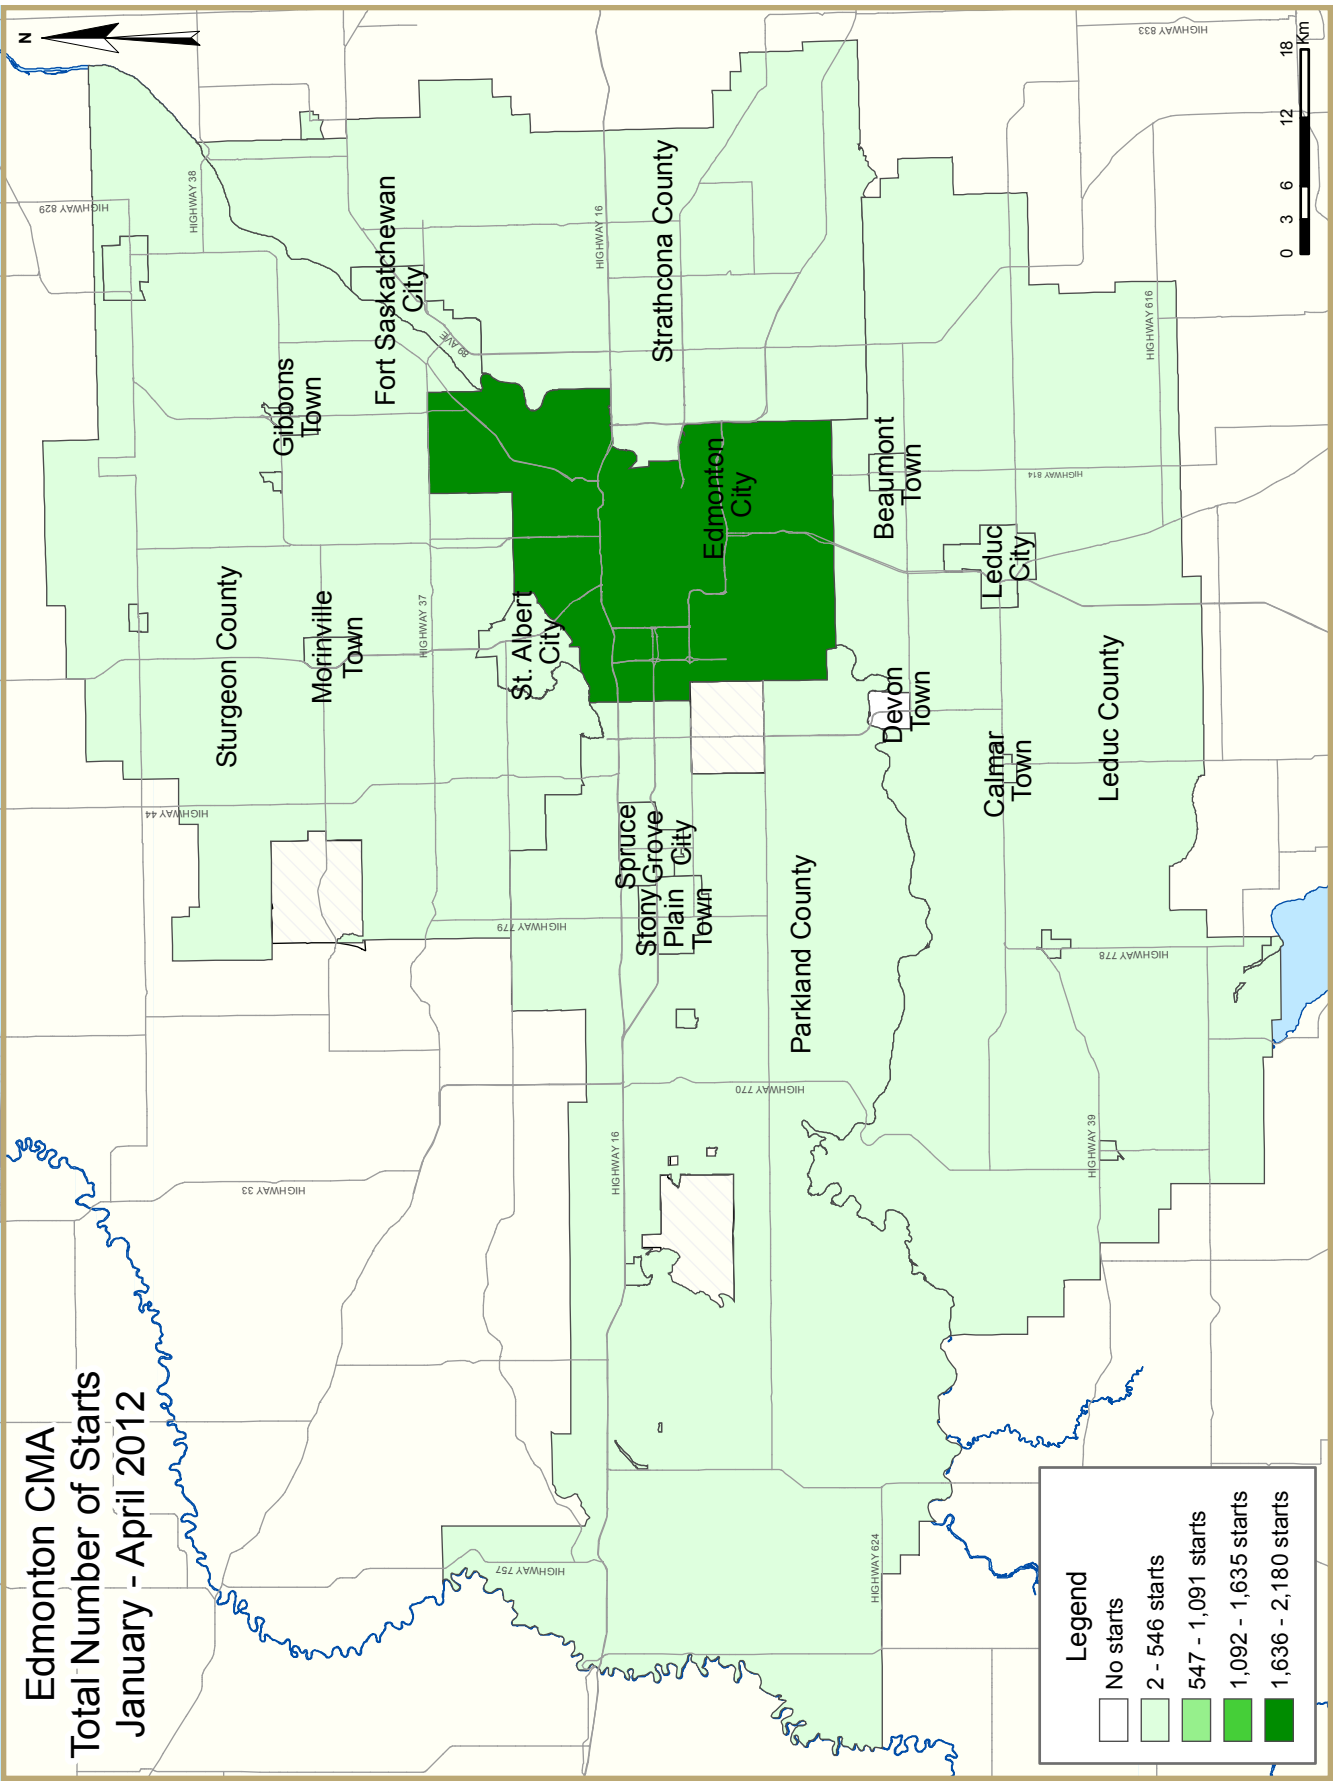 Edmonton CMA
Total Number of Starts
January - April 2012
N
HIGHWAY 829
HIGHWAY 38
HIGHWAY 833
Gibbons
Town
Fort Saskatchewan
City
89 AVE
HIGHWAY 16
Strathcona County
Sturgeon County
Morinville
Town
HIGHWAY 37
St. Albert
City
Edmonton
City
HIGHWAY 44
HIGHWAY 779
Spruce
Grove
City
Stony
Plain
Town
Parkland County
Beaumont
Town
HIGHWAY 814
HIGHWAY 616
Leduc
City
Devon
Town
Calmar
Town
Leduc County
HIGHWAY 778
HIGHWAY 770
HIGHWAY 33
HIGHWAY 16
HIGHWAY 39
HIGHWAY 757
HIGHWAY 624
Legend
No starts
2 - 546 starts
547 - 1,091 starts
1,092 - 1,635 starts
1,636 - 2,180 starts
0 3 6 12 18
Km